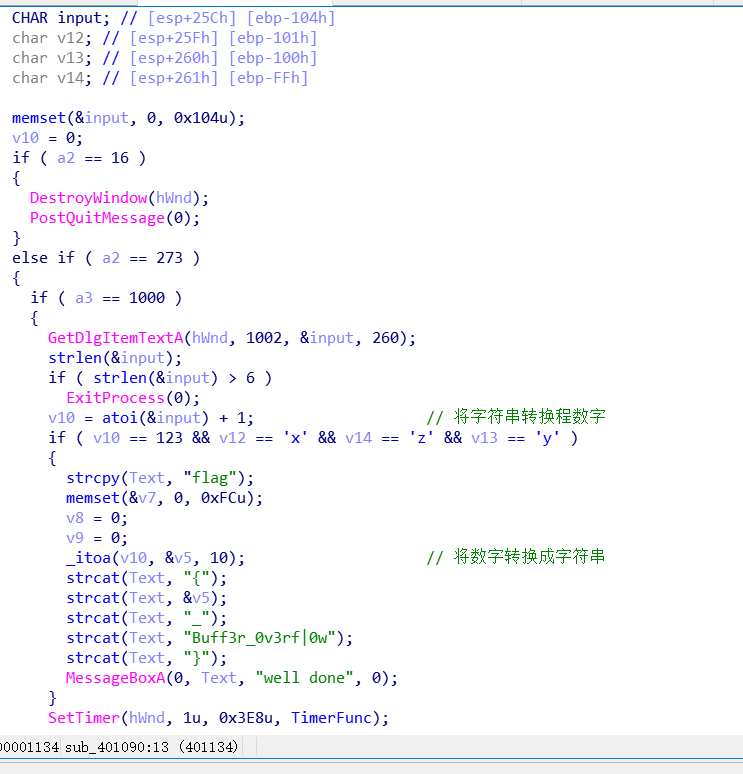 CHAR input; // [esp+25Ch] [ebp-104h]
char v12; // [esp+25Fh] [ebp-101h]
char v13; // [esp+260h] [ebp-100h]
char v14; // [esp+261h] [ebp-FFh]
memset(&input, 0, 0x104u);
v10 = 0;
if ( a2 == 16 )
{
DestroyWindow(hWnd);
PostQuitMessage(0);
}
else if ( a2 == 273 )
{
if ( a3 == 1000 )
{
GetDlgItemTextA(hWnd, 1002, &input, 260);
strlen(&input);
if ( strlen(&input) > 6 )
ExitProcess(0);
v10 = atoi(&input) + 1; // 将字符串转换程数字
if ( v10 == 123 && v12 == 'x' && v14 == 'z' && v13 == 'y' )
{
strcpy(Text, "flag");
memset(&v7, 0, 0xFCu);
v8 = 0;
v9 = 0;
_itoa(v10, &v5, 10); // 将数字转换成字符串
strcat(Text, "{");
strcat(Text, &v5);
strcat(Text, "_");
strcat(Text, "Buff3r_0v3rf|0w");
strcat(Text, "}");
MessageBoxA(0, Text, "well done", 0);
}
SetTimer(hWnd, 1u, 0x3E8u, TimerFunc);
00001134 sub_401090:13 (401134)